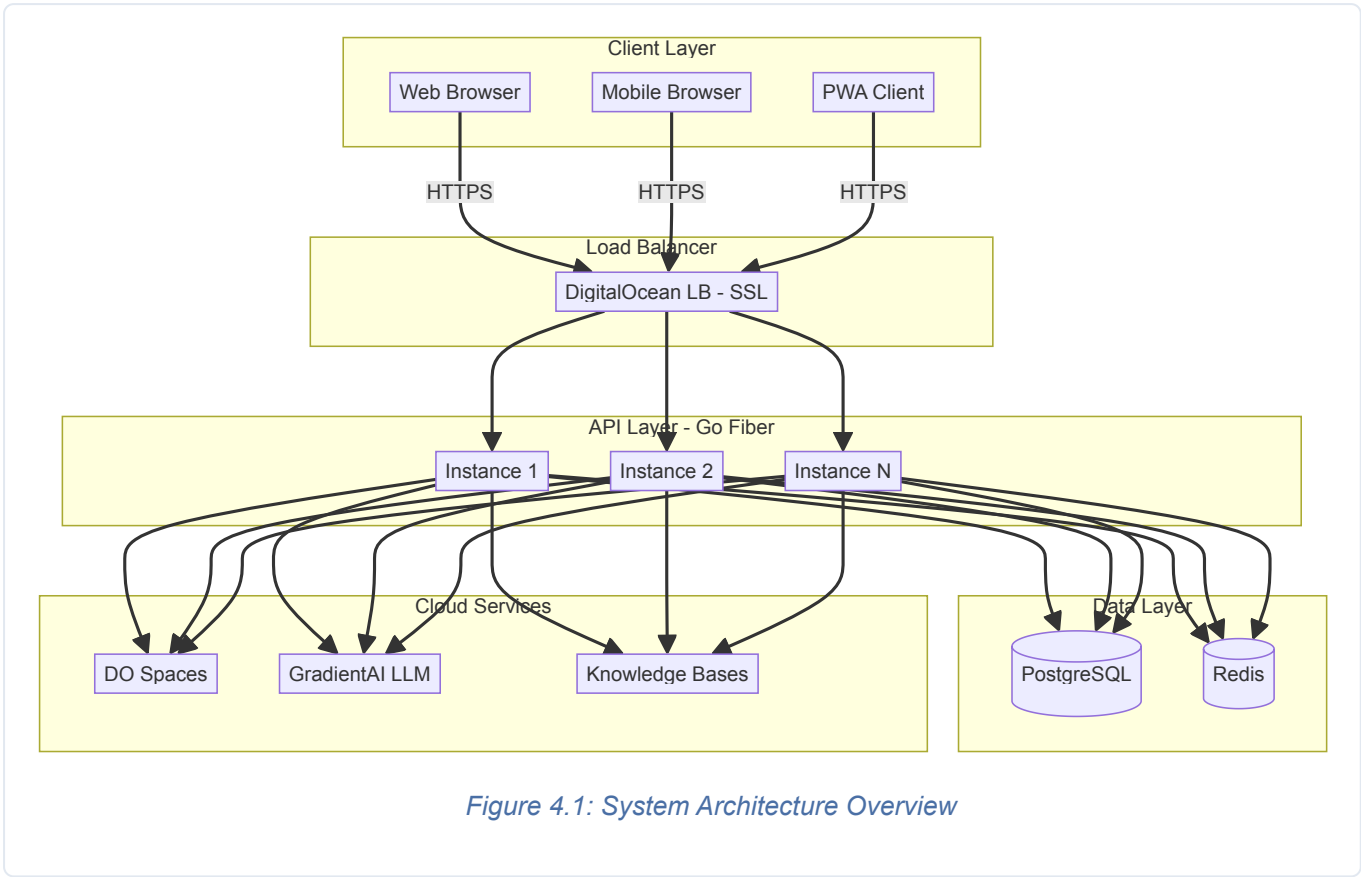 Client Layer
Web Browser
Mobile Browser
PWA Client
HTTPS
HTTPS
HTTPS
Load Balancer
DigitalOcean LB - SSL
API Layer - Go Fiber
Instance 1
Instance 2
Instance N
Cloud Services
Data Layer
DO Spaces
GradientAI LLM
Knowledge Bases
PostgreSQL
Redis
Figure 4.1: System Architecture Overview